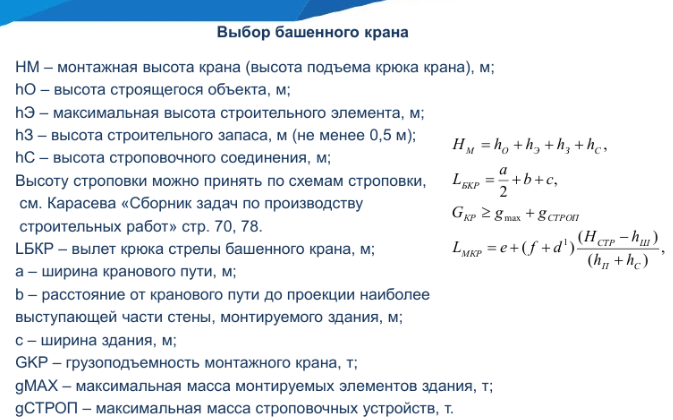 Выбор башенного крана
НМ – монтажная высота крана (высота подъема крюка крана), м;
hО – высота строящегося объекта, м;
hЭ – максимальная высота строительного элемента, м;
hЗ – высота строительного запаса, м (не менее 0,5 м);
hС – высота строповочного соединения, м;
Высоту строповки можно принять по схемам строповки,
см. Карасева «Сборник задач по производству
строительных работ» стр. 70, 78.
LБКР – вылет крюка стрелы башенного крана, м;
a – ширина кранового пути, м;
b – расстояние от кранового пути до проекции наиболее
выступающей части стены, монтируемого здания, м;
с – ширина здания, м;
GКР – грузоподъемность монтажного крана, т;
gMAX – максимальная масса монтируемых элементов здания, т;
gСТРОП – максимальная масса строповочных устройств, т.
H_М = h_О + h_Э + h_З + h_С,
L_БКР = a/2 + b + c,
G_КР ≥ g_max + g_СТРОП
L_МКР = e + (f + d^1) (H_СТР – h_Ш) / (h_П + h_С),